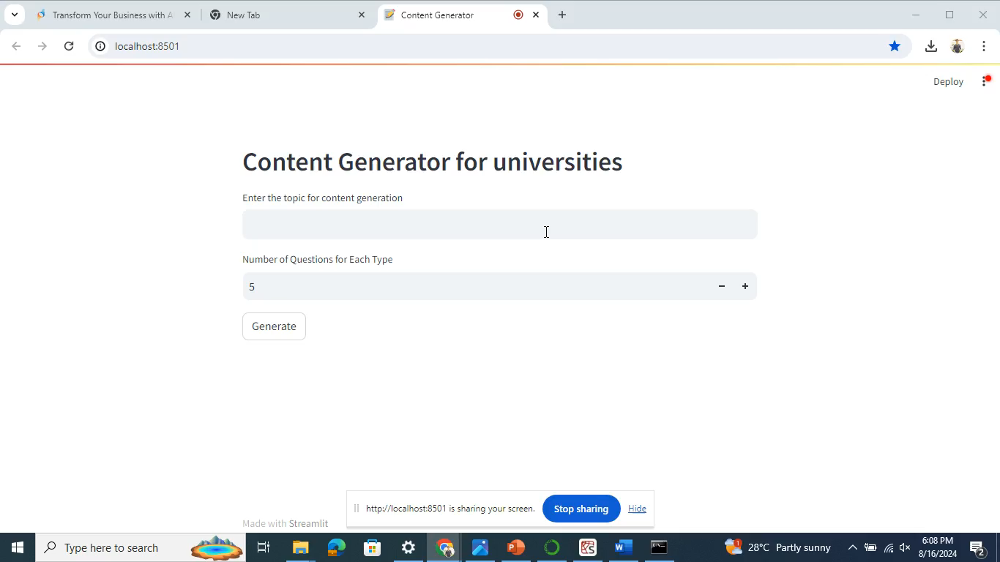 Transform Your Business with A
New Tab
Content Generator
localhost:8501
Deploy
Content Generator for universities
Enter the topic for content generation
Number of Questions for Each Type
5
Generate
http://localhost:8501 is sharing your screen.
Stop sharing
Hide
Made with Streamlit
Type here to search
1
28°C Partly sunny
6:08 PM
8/16/2024
2